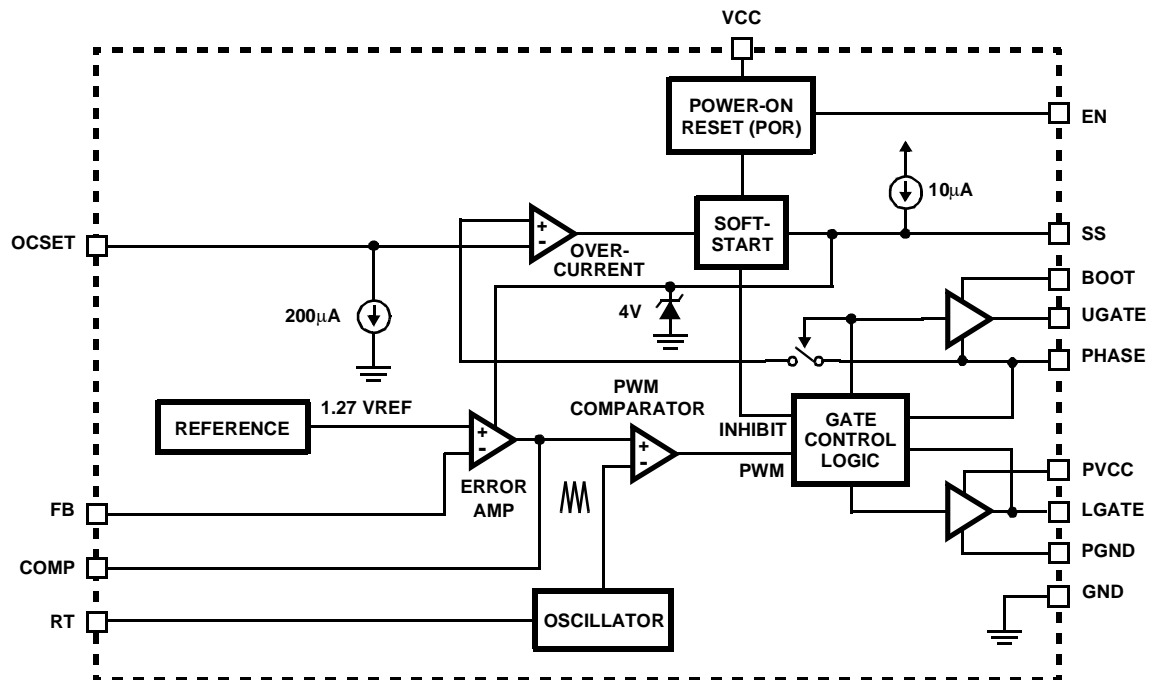 VCC
POWER-ON
RESET (POR)
EN
10µA
SOFT-
START
SS
OCSET
+
-
OVER-
CURRENT
BOOT
200µA
4V
UGATE
PHASE
PWM
COMPARATOR
1.27 VREF
REFERENCE
+
-
+
-
INHIBIT
GATE
CONTROL
LOGIC
PWM
PVCC
ERROR
AMP
FB
LGATE
PGND
COMP
GND
RT
OSCILLATOR